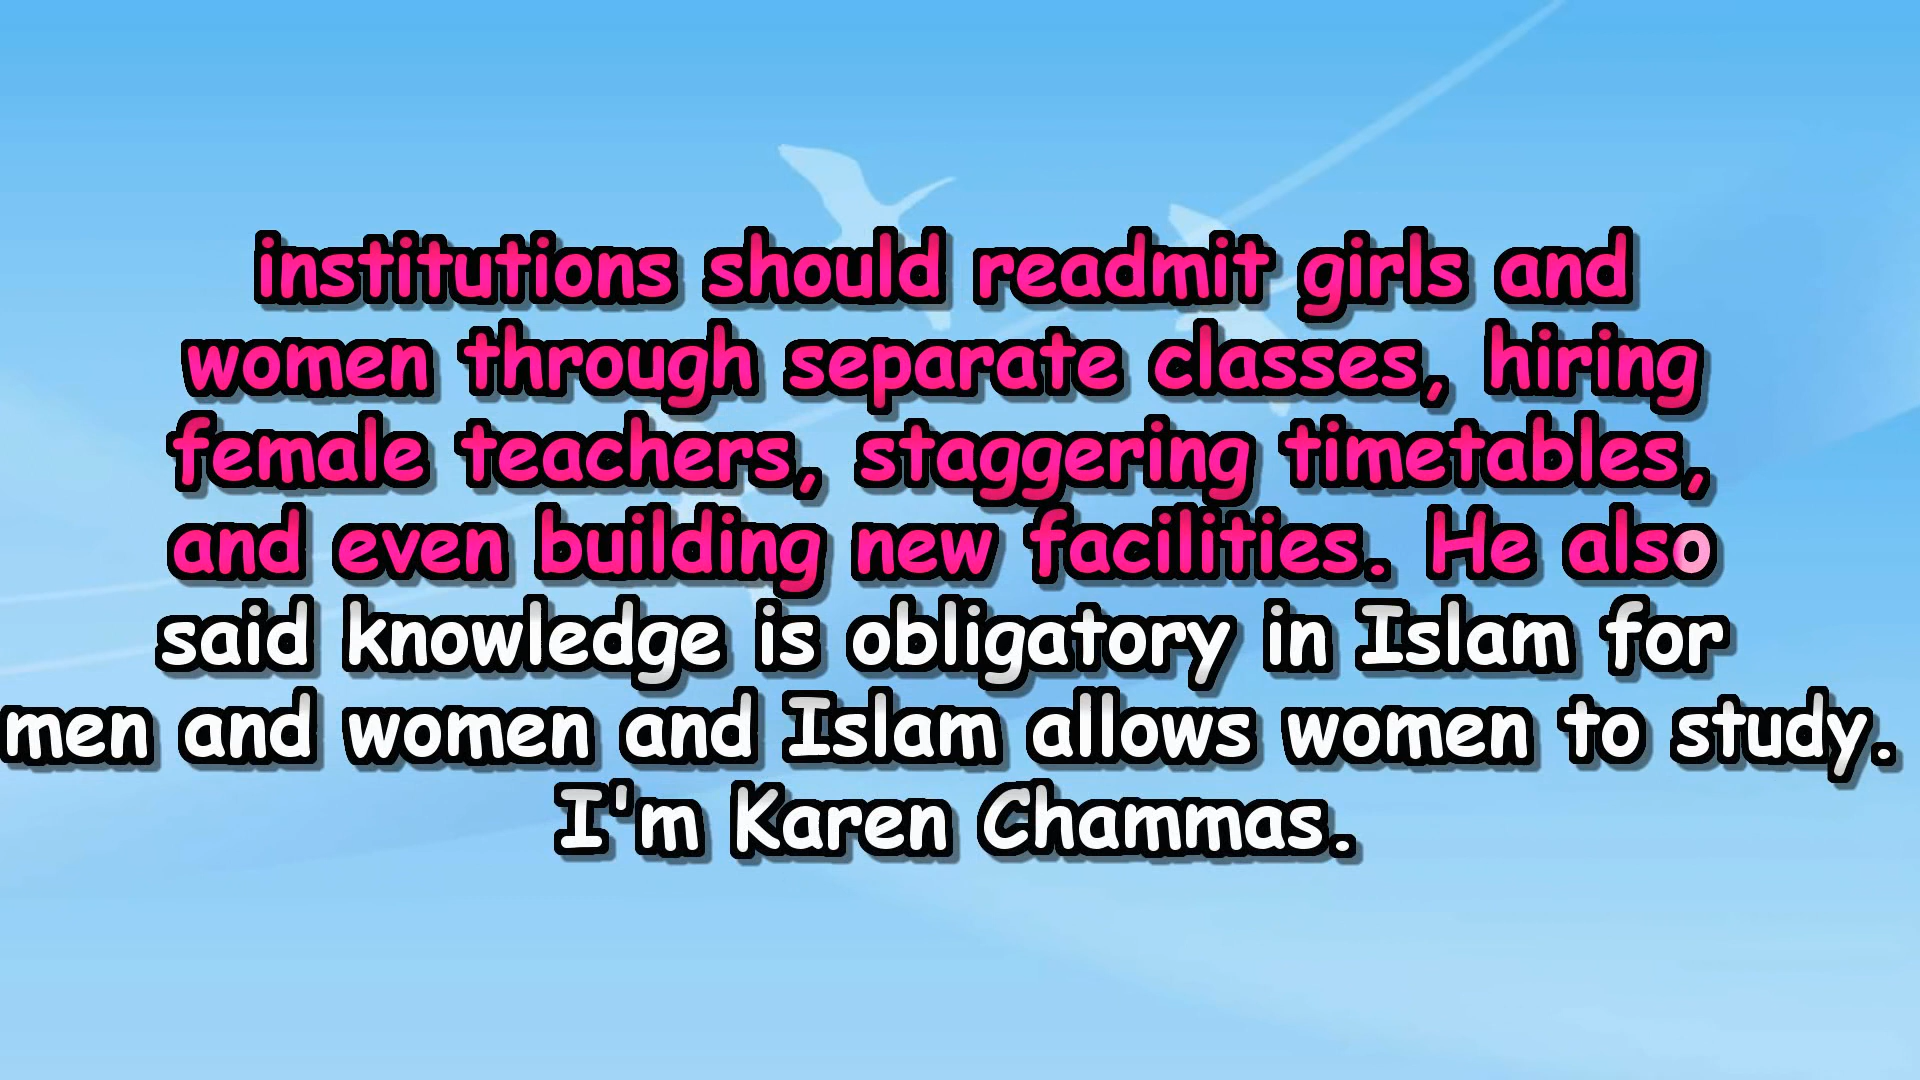 institutions should readmit girls and
women through separate classes, hiring
female teachers, staggering timetables,
and even building new facilities. He also
said knowledge is obligatory in Islam for
men and women and Islam allows women to study.
I'm Karen Chammas.